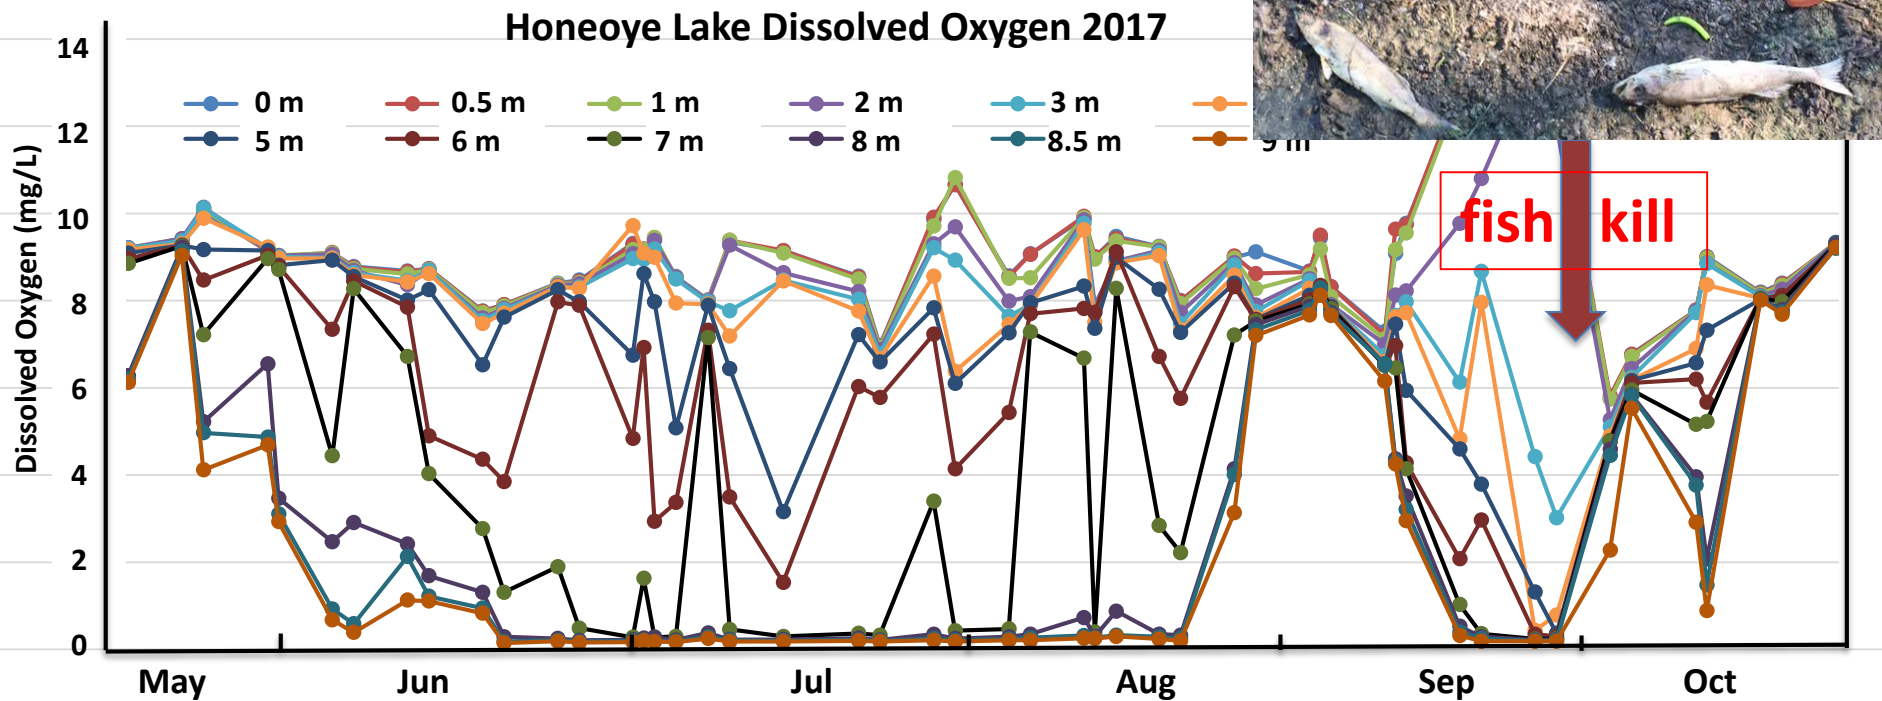 Honeoye Lake Dissolved Oxygen 2017
14
12
10
8
6
4
2
0
Dissolved Oxygen (mg/L)
0 m
0.5 m
1 m
2 m
3 m
5 m
6 m
7 m
8 m
8.5 m
9 m
fish kill
May
Jun
Jul
Aug
Sep
Oct